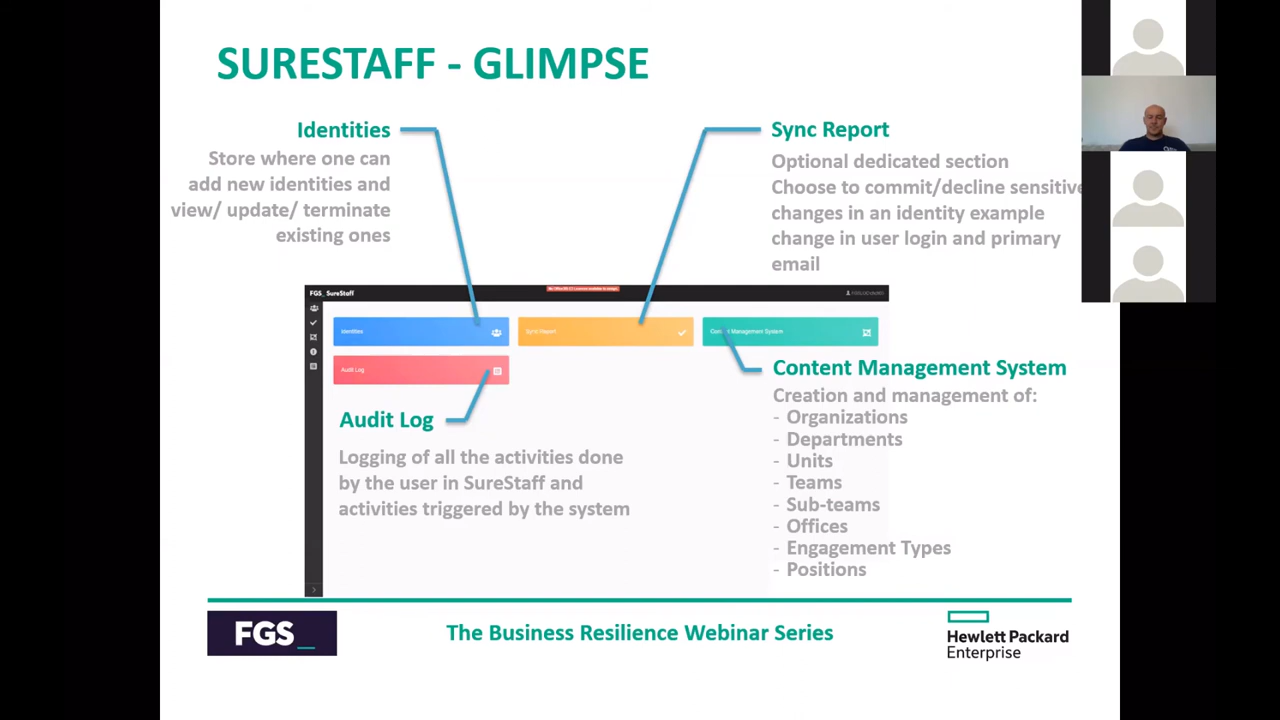 SURESTAFF - GLIMPSE
Identities
Store where one can
add new identities and
view/ update/ terminate
existing ones
Sync Report
Optional dedicated section
Choose to commit/decline sensitive
changes in an identity example
change in user login and primary
email
FGS_ SureStaff
Identities
Sync Report
Content Management System
Audit Log
Content Management System
Creation and management of:
- Organizations
- Departments
- Units
- Teams
- Sub-teams
- Offices
- Engagement Types
- Positions
Audit Log
Logging of all the activities done
by the user in SureStaff and
activities triggered by the system
FGS_
The Business Resilience Webinar Series
Hewlett Packard
Enterprise